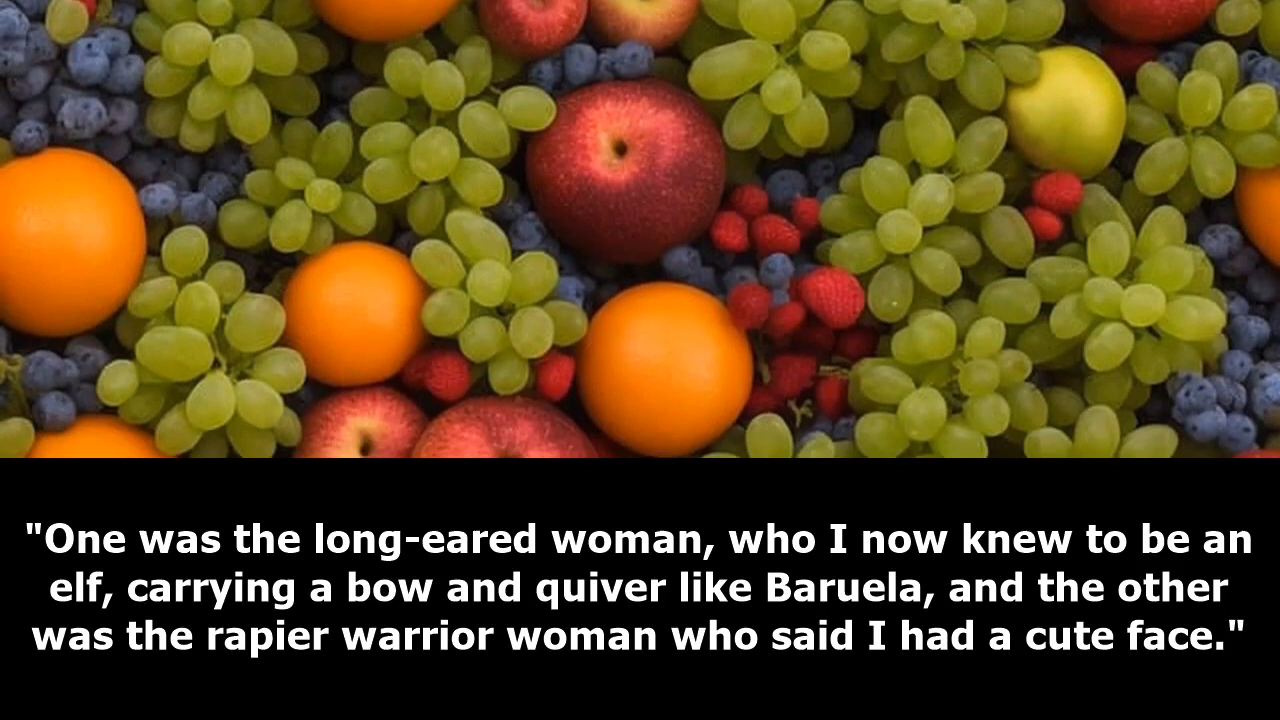 "One was the long-eared woman, who I now knew to be an
elf, carrying a bow and quiver like Baruela, and the other
was the rapier warrior woman who said I had a cute face."